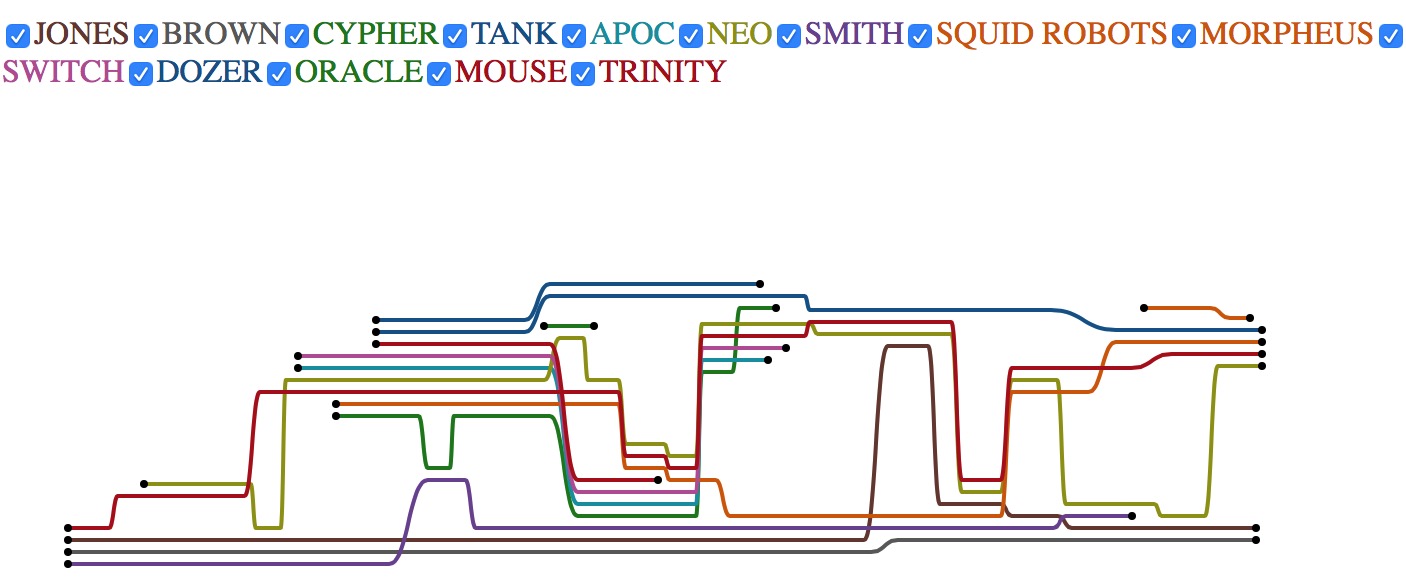 JONES BROWN CYPHER TANK APOC NEO SMITH SQUID ROBOTS MORPHEUS
SWITCH DOZER ORACLE MOUSE TRINITY